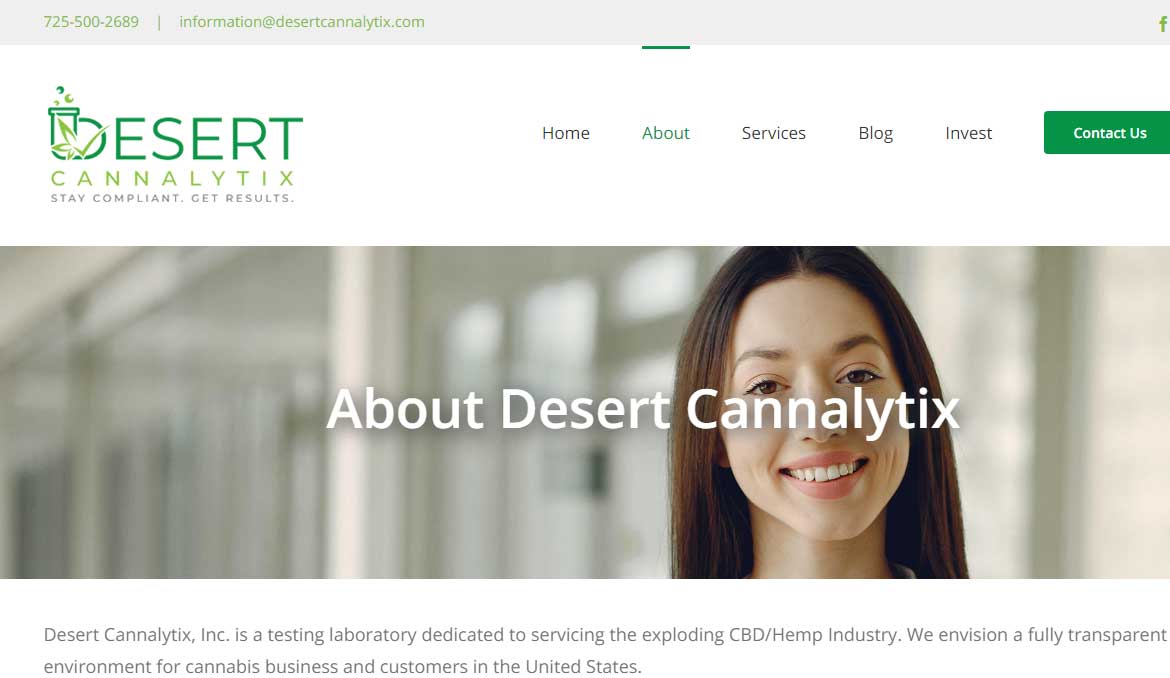 725-500-2689 | information@desertcannalytix.com
DESERT
CANNALYTIX
STAY COMPLIANT. GET RESULTS.
Home About Services Blog Invest Contact Us
About Desert Cannalytix
Desert Cannalytix, Inc. is a testing laboratory dedicated to servicing the exploding CBD/Hemp Industry. We envision a fully transparent
environment for cannabis business and customers in the United States.